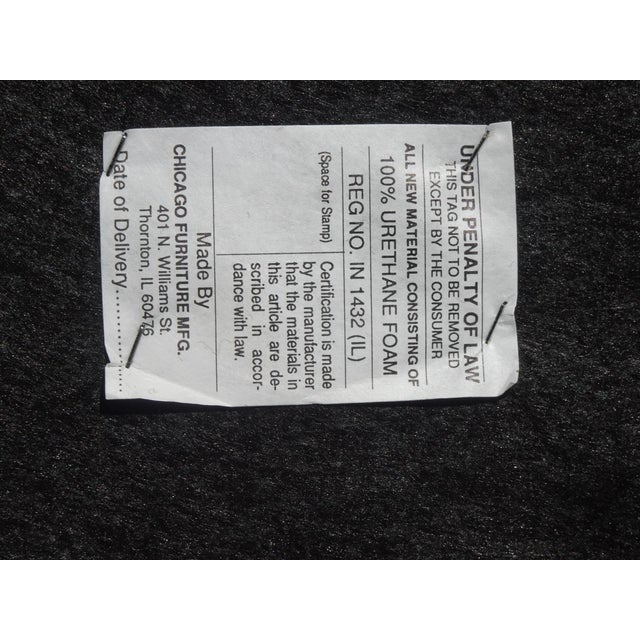 UNDER PENALTY OF LAW
THIS TAG NOT TO BE REMOVED
EXCEPT BY THE CONSUMER
ALL NEW MATERIAL CONSISTING OF
100% URETHANE FOAM
REG NO. IN 1432 (IL)
(Space for Stamp)
Certification is made
by the manufacturer
that the materials in
this article are de-
scribed in accor-
dance with law.
Made By
CHICAGO FURNITURE MFG.
401 N. Williams St.
Thornton, IL 60476
Date of Delivery..............